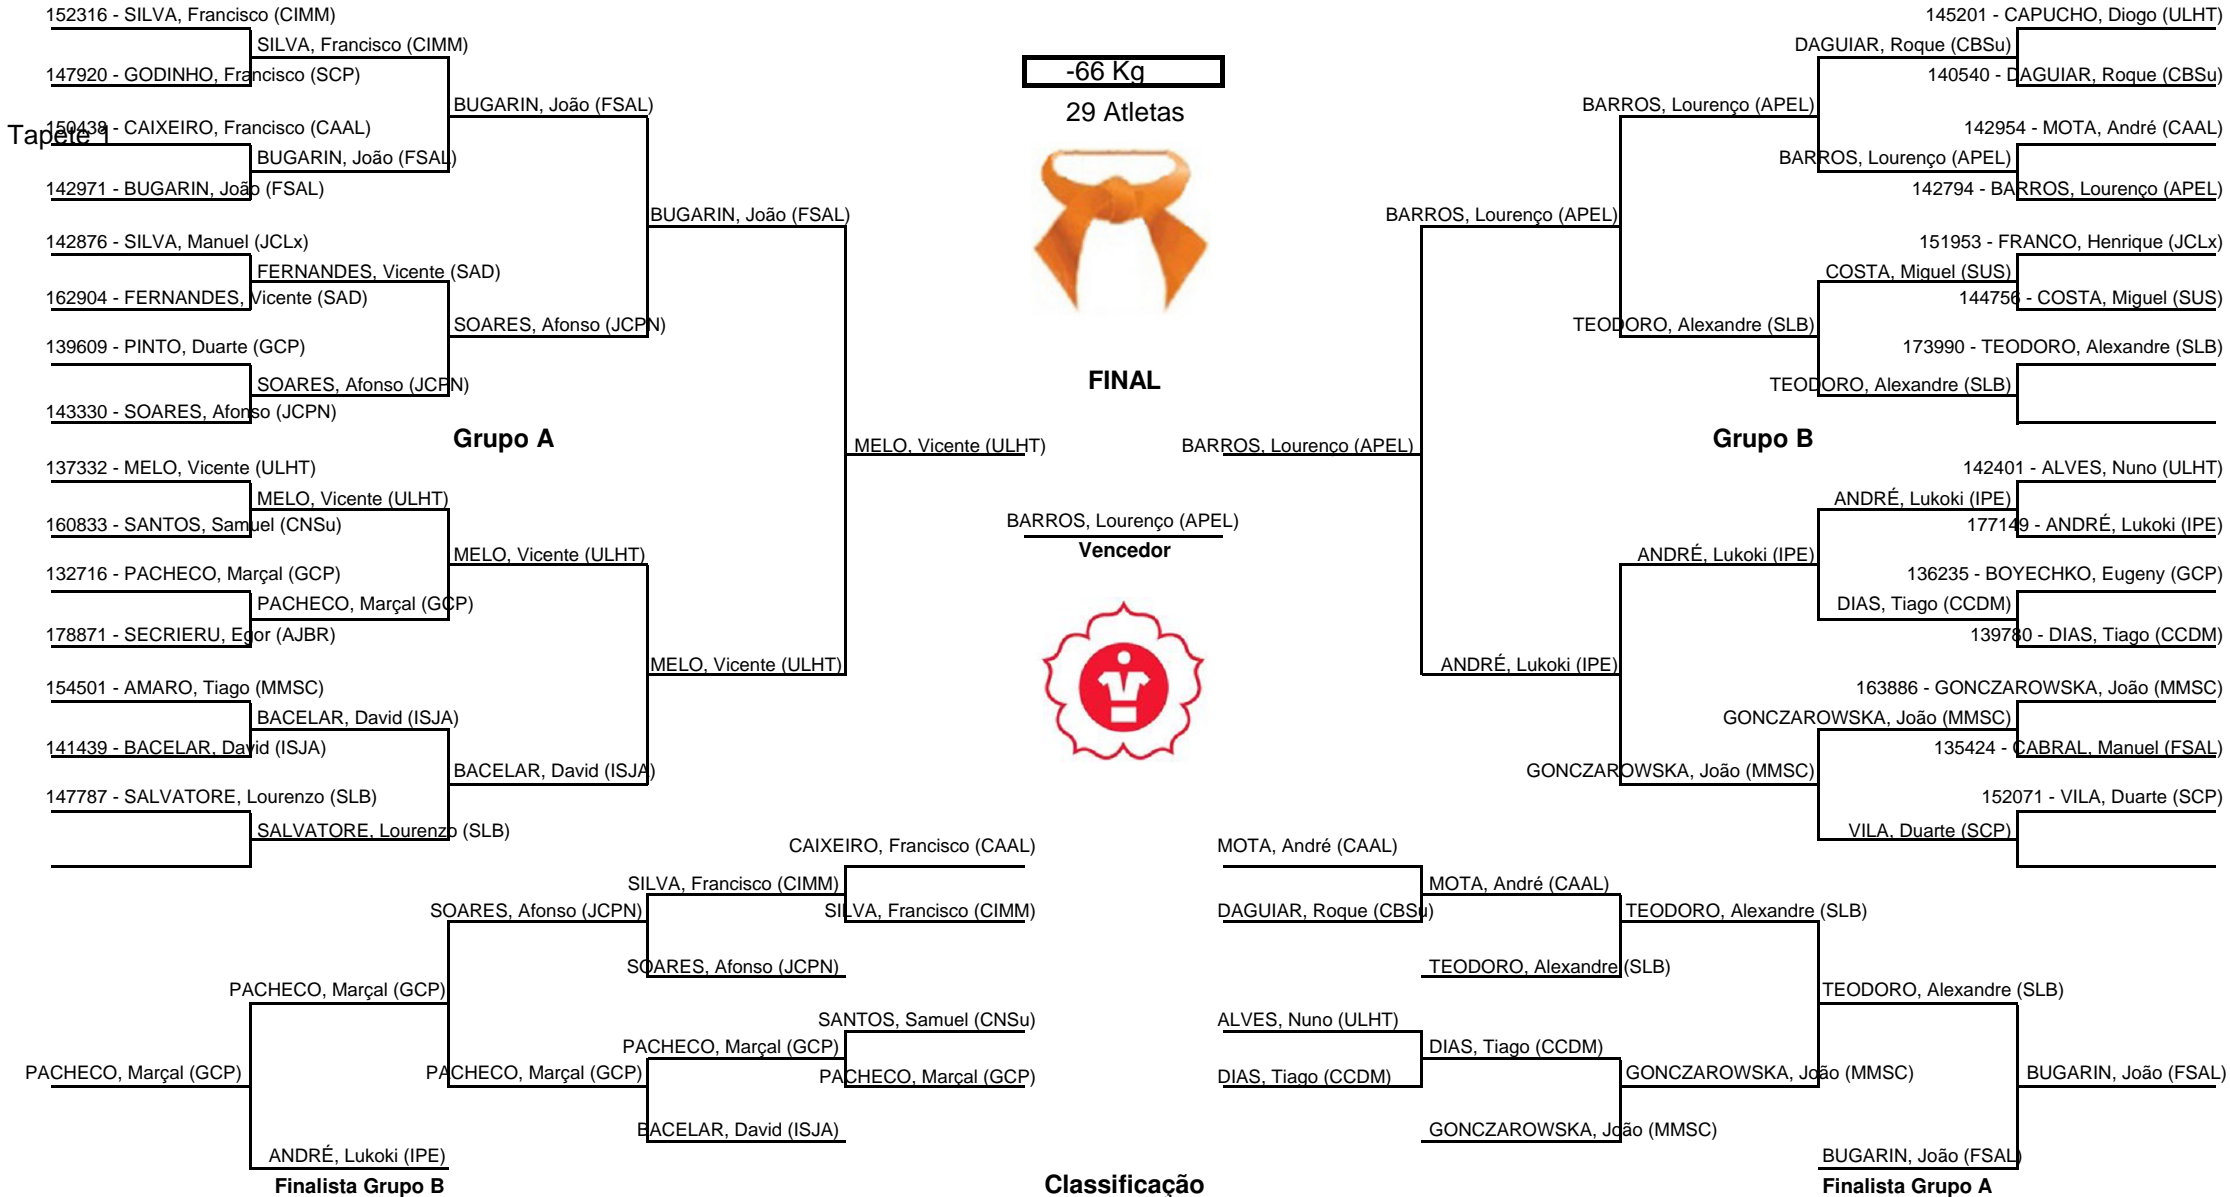 152316 - SILVA, Francisco (CIMM)
SILVA, Francisco (CIMM)
147920 - GODINHO, Francisco (SCP)
BUGARIN, João (FSAL)
Tapete 1
150438 - CAIXEIRO, Francisco (CAAL)
BUGARIN, João (FSAL)
142971 - BUGARIN, João (FSAL)
BUGARIN, João (FSAL)
142876 - SILVA, Manuel (JCLx)
FERNANDES, Vicente (SAD)
162904 - FERNANDES, Vicente (SAD)
SOARES, Afonso (JCPN)
139609 - PINTO, Duarte (GCP)
SOARES, Afonso (JCPN)
143330 - SOARES, Afonso (JCPN)
Grupo A
MELO, Vicente (ULHT)
137332 - MELO, Vicente (ULHT)
MELO, Vicente (ULHT)
160833 - SANTOS, Samuel (CNSu)
MELO, Vicente (ULHT)
132716 - PACHECO, Marçal (GCP)
PACHECO, Marçal (GCP)
178871 - SECRIERU, Egor (AJBR)
MELO, Vicente (ULHT)
154501 - AMARO, Tiago (MMSC)
BACELAR, David (ISJA)
141439 - BACELAR, David (ISJA)
BACELAR, David (ISJA)
147787 - SALVATORE, Lourenzo (SLB)
SALVATORE, Lourenzo (SLB)
-66 Kg
29 Atletas
FINAL
BARROS, Lourenço (APEL)
Vencedor
145201 - CAPUCHO, Diogo (ULHT)
DAGUIAR, Roque (CBSu)
140540 - DAGUIAR, Roque (CBSu)
BARROS, Lourenço (APEL)
142954 - MOTA, André (CAAL)
BARROS, Lourenço (APEL)
142794 - BARROS, Lourenço (APEL)
BARROS, Lourenço (APEL)
151953 - FRANCO, Henrique (JCLx)
COSTA, Miguel (SUS)
144756 - COSTA, Miguel (SUS)
TEODORO, Alexandre (SLB)
173990 - TEODORO, Alexandre (SLB)
TEODORO, Alexandre (SLB)
Grupo B
BARROS, Lourenço (APEL)
142401 - ALVES, Nuno (ULHT)
ANDRÉ, Lukoki (IPE)
177149 - ANDRÉ, Lukoki (IPE)
ANDRÉ, Lukoki (IPE)
136235 - BOYECHKO, Eugeny (GCP)
DIAS, Tiago (CCDM)
139780 - DIAS, Tiago (CCDM)
ANDRÉ, Lukoki (IPE)
163886 - GONCZAROWSKA, João (MMSC)
GONCZAROWSKA, João (MMSC)
135424 - CABRAL, Manuel (FSAL)
GONCZAROWSKA, João (MMSC)
152071 - VILA, Duarte (SCP)
VILA, Duarte (SCP)
CAIXEIRO, Francisco (CAAL)
SILVA, Francisco (CIMM)
SOARES, Afonso (JCPN)
SILVA, Francisco (CIMM)
SOARES, Afonso (JCPN)
PACHECO, Marçal (GCP)
SANTOS, Samuel (CNSu)
PACHECO, Marçal (GCP)
PACHECO, Marçal (GCP)
PACHECO, Marçal (GCP)
PACHECO, Marçal (GCP)
BACELAR, David (ISJA)
ANDRÉ, Lukoki (IPE)
Finalista Grupo B
MOTA, André (CAAL)
MOTA, André (CAAL)
DAGUIAR, Roque (CBSu)
TEODORO, Alexandre (SLB)
TEODORO, Alexandre (SLB)
TEODORO, Alexandre (SLB)
ALVES, Nuno (ULHT)
DIAS, Tiago (CCDM)
DIAS, Tiago (CCDM)
GONCZAROWSKA, João (MMSC)
BUGARIN, João (FSAL)
GONCZAROWSKA, João (MMSC)
BUGARIN, João (FSAL)
Finalista Grupo A
Classificação